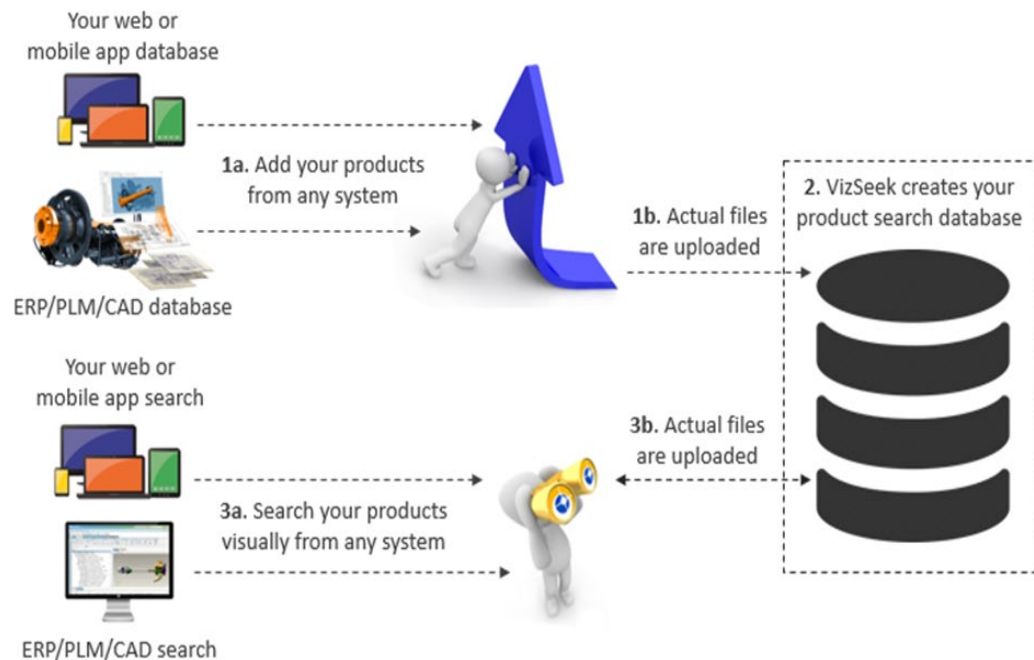 Your web or
mobile app database
1a. Add your products
from any system
ERP/PLM/CAD database
1b. Actual files
are uploaded
2. VizSeek creates your
product search database
Your web or
mobile app search
3a. Search your products
visually from any system
ERP/PLM/CAD search
3b. Actual files
are uploaded